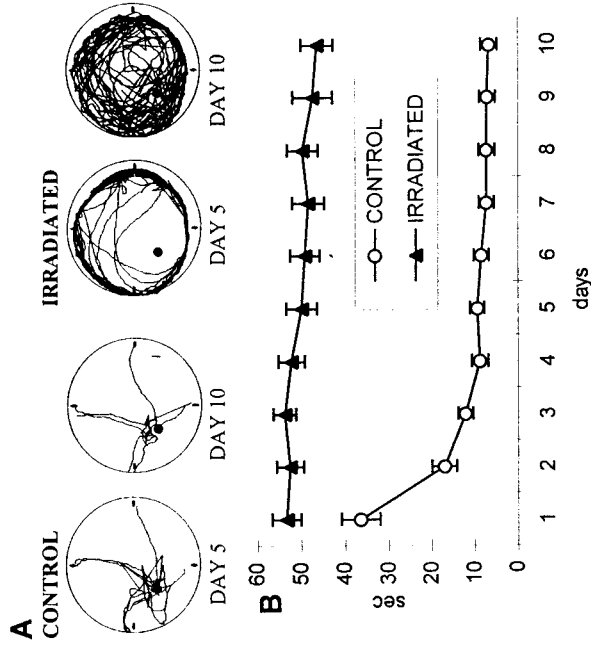 A
CONTROL
IRRADIATED
DAY 5
DAY 10
DAY 5
DAY 10
B
60
50
40
30
20
10
0
sec
CONTROL
IRRADIATED
1 2 3 4 5 6 7 8 9 10
days